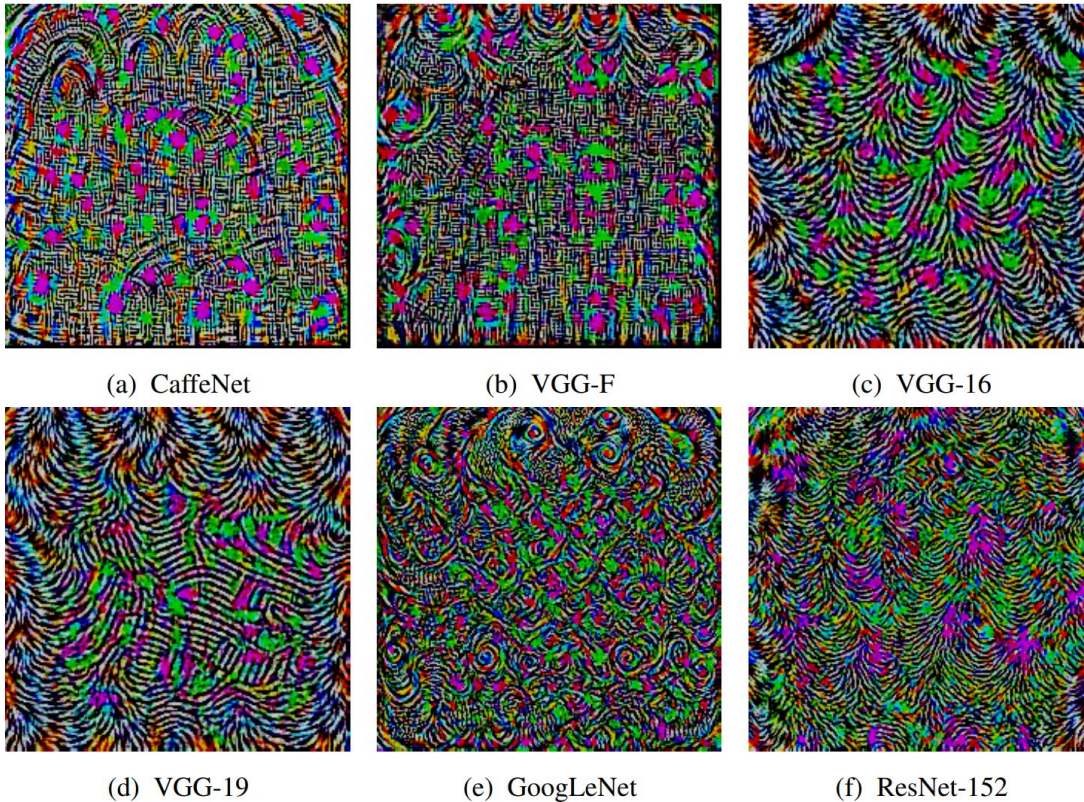 (a) CaffeNet
(b) VGG-F
(c) VGG-16
(d) VGG-19
(e) GoogLeNet
(f) ResNet-152